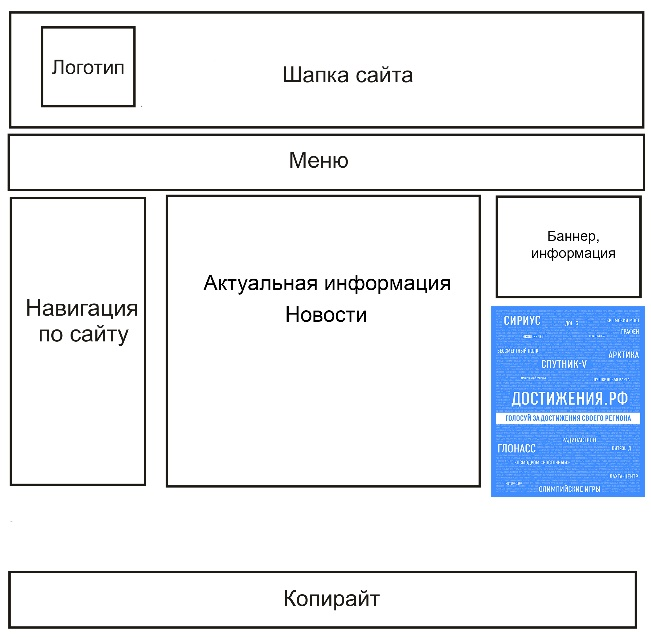 Логотип
Шапка сайта
Меню
Навигация
по сайту
Актуальная информация
Новости
Баннер,
информация
СИРИУС
АРКТИКА
СПУТНИК-V
ДОСТИЖЕНИЯ.РФ
ГОЛОСУЙ ЗА ДОСТИЖЕНИЯ СВОЕГО РЕГИОНА
ГЛОНАСС
ОЛИМПИЙСКИЕ ИГРЫ
Копирайт